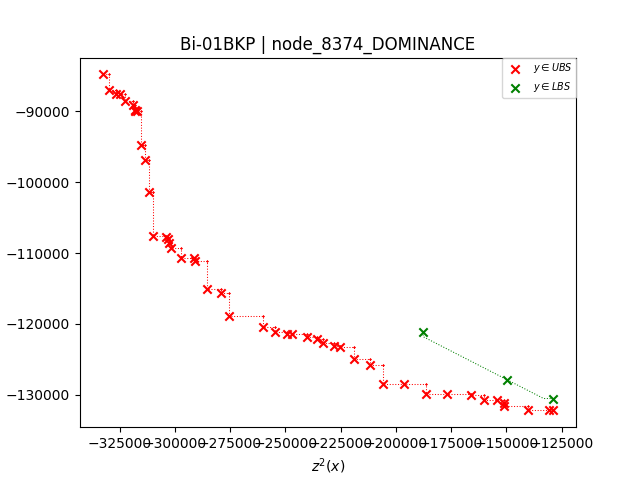 Bi-01BKP | node_8374_DOMINANCE
y ∈ UBS
y ∈ LBS
−90000
−100000
−110000
−120000
−130000
−325000 −300000 −275000 −250000 −225000 −200000 −175000 −150000 −125000
z²(x)